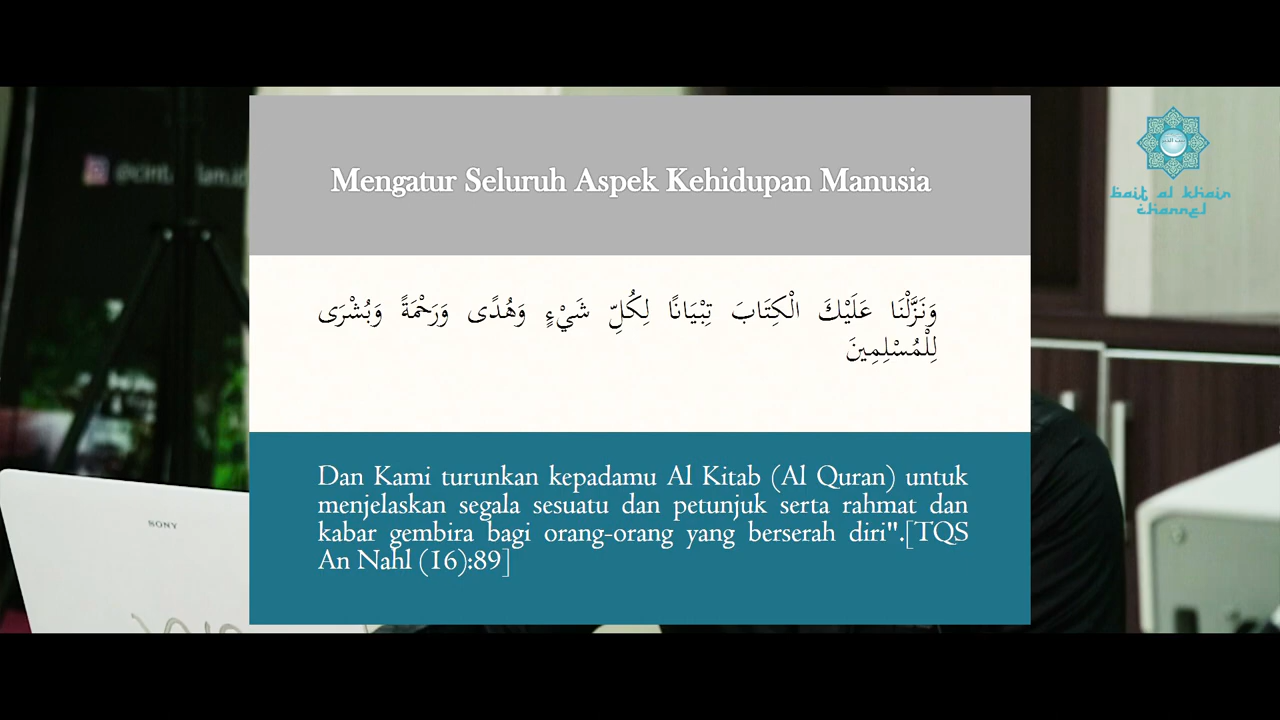 Mengatur Seluruh Aspek Kehidupan Manusia
bait al khair
channel
وَنَزَّلْنَا عَلَيْكَ الْكِتَابَ تِبْيَانًا لِكُلِّ شَيْءٍ وَهُدًى وَرَحْمَةً وَبُشْرَى
لِلْمُسْلِمِينَ
Dan Kami turunkan kepadamu Al Kitab (Al Quran) untuk
menjelaskan segala sesuatu dan petunjuk serta rahmat dan
kabar gembira bagi orang-orang yang berserah diri".[TQS
An Nahl (16):89]
SONY